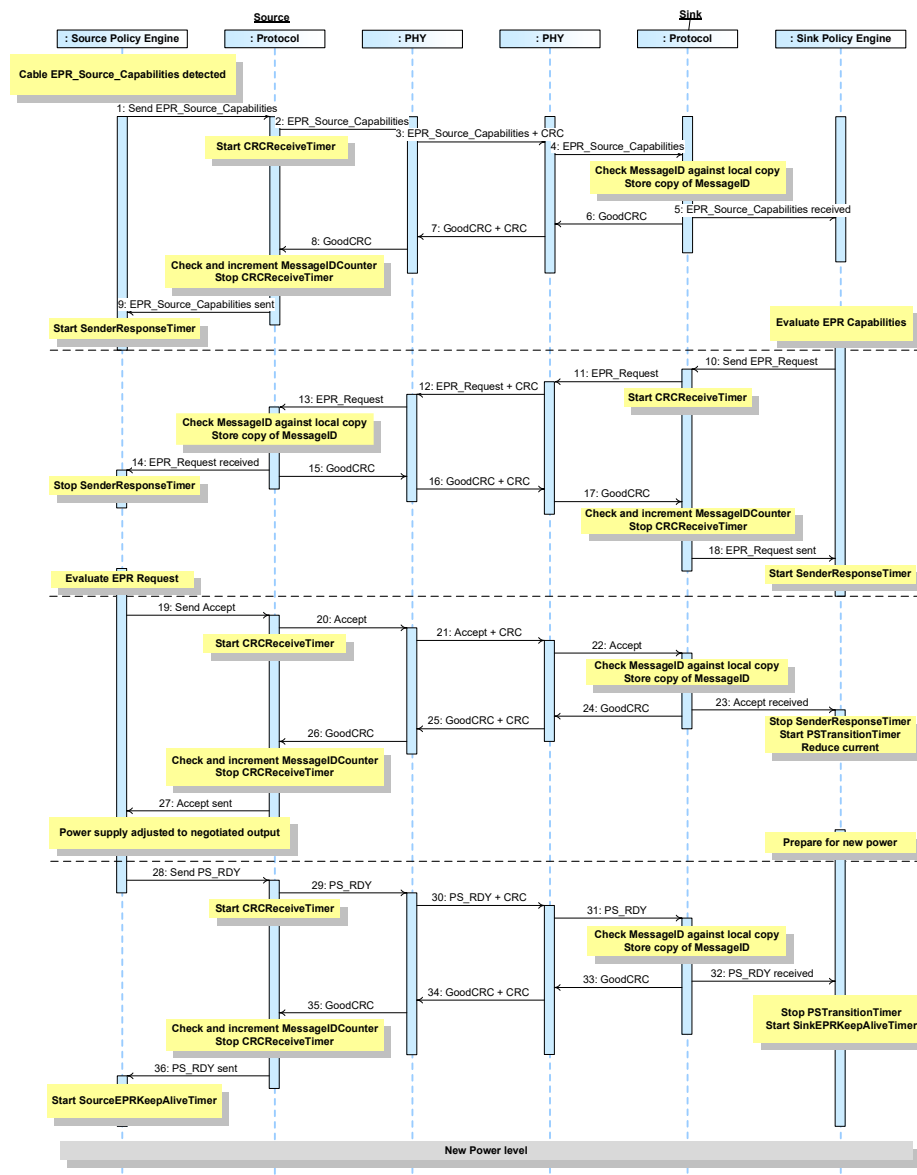 Source
Sink
: Source Policy Engine
: Protocol
: PHY
: PHY
: Protocol
: Sink Policy Engine
Cable EPR_Source_Capabilities detected
1: Send EPR_Source_Capabilities
2: EPR_Source_Capabilities
3: EPR_Source_Capabilities + CRC
Start CRCReceiveTimer
4: EPR_Source_Capabilities
Check MessageID against local copy
Store copy of MessageID
5: EPR_Source_Capabilities received
6: GoodCRC
7: GoodCRC + CRC
8: GoodCRC
Check and increment MessageIDCounter
Stop CRCReceiveTimer
9: EPR_Source_Capabilities sent
Start SenderResponseTimer
Evaluate EPR Capabilities
10: Send EPR_Request
11: EPR_Request
12: EPR_Request + CRC
Start CRCReceiveTimer
13: EPR_Request
Check MessageID against local copy
Store copy of MessageID
14: EPR_Request received
15: GoodCRC
Stop SenderResponseTimer
16: GoodCRC + CRC
17: GoodCRC
Check and increment MessageIDCounter
Stop CRCReceiveTimer
18: EPR_Request sent
Start SenderResponseTimer
Evaluate EPR Request
19: Send Accept
20: Accept
21: Accept + CRC
Start CRCReceiveTimer
22: Accept
Check MessageID against local copy
Store copy of MessageID
23: Accept received
24: GoodCRC
25: GoodCRC + CRC
26: GoodCRC
Stop SenderResponseTimer
Start PSTransitionTimer
Reduce current
Check and increment MessageIDCounter
Stop CRCReceiveTimer
27: Accept sent
Power supply adjusted to negotiated output
Prepare for new power
28: Send PS_RDY
29: PS_RDY
30: PS_RDY + CRC
Start CRCReceiveTimer
31: PS_RDY
Check MessageID against local copy
Store copy of MessageID
32: PS_RDY received
33: GoodCRC
34: GoodCRC + CRC
35: GoodCRC
Stop PSTransitionTimer
Start SinkEPRKeepAliveTimer
Check and increment MessageIDCounter
Stop CRCReceiveTimer
36: PS_RDY sent
Start SourceEPRKeepAliveTimer
New Power level